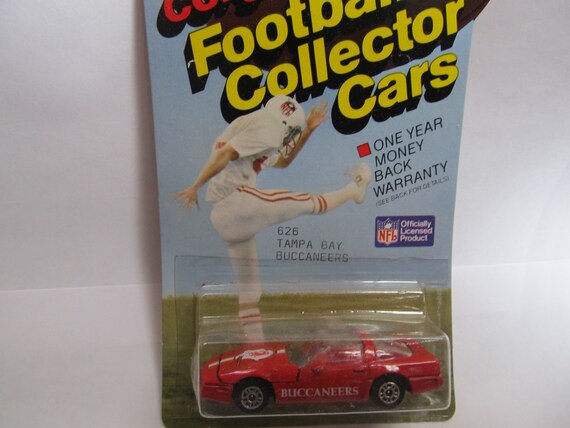 Football
Collector
Cars
ONE YEAR
MONEY
BACK
WARRANTY
(SEE BACK FOR DETAILS)
NFL
Officially
Licensed
Product
626
TAMPA BAY
BUCCANEERS
BUCCANEERS